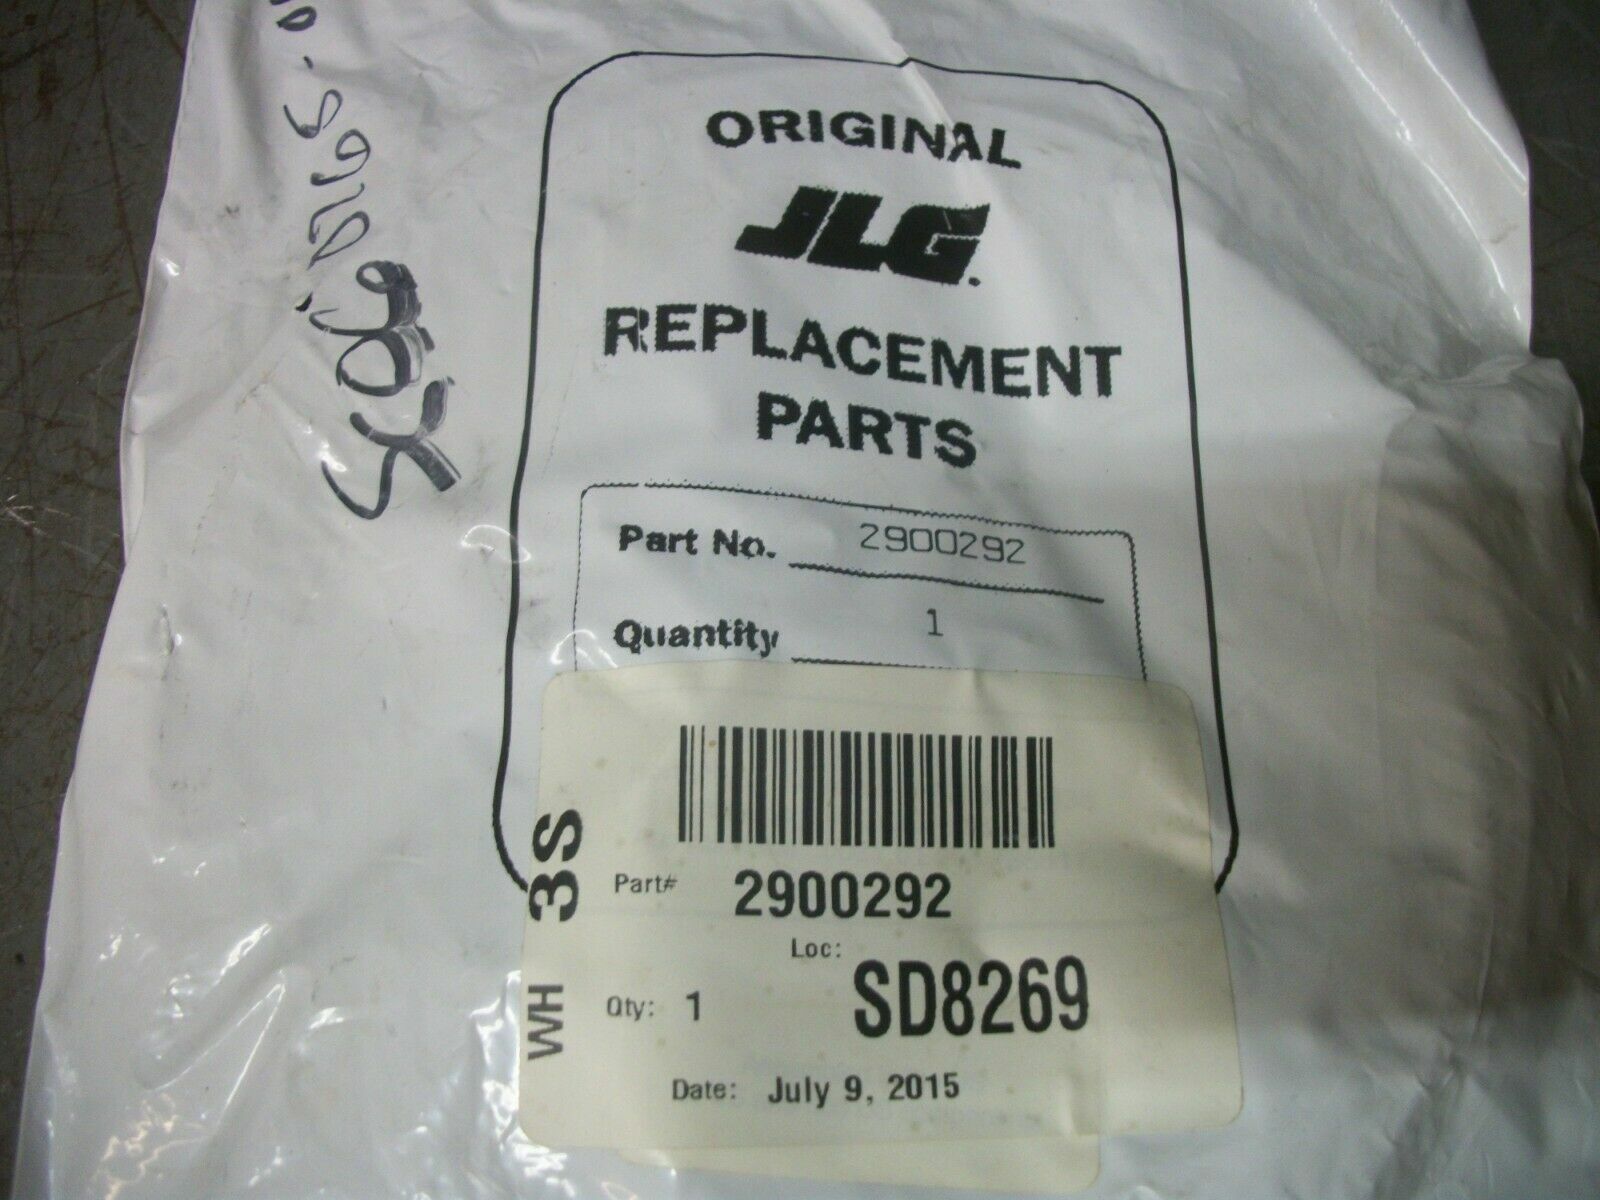 ORIGINAL
JLG.
REPLACEMENT
PARTS
Part No. 2900292
Quantity 1
Part# 2900292
Loc:
Qty: 1 SD8269
Date: July 9, 2015
WH 3S